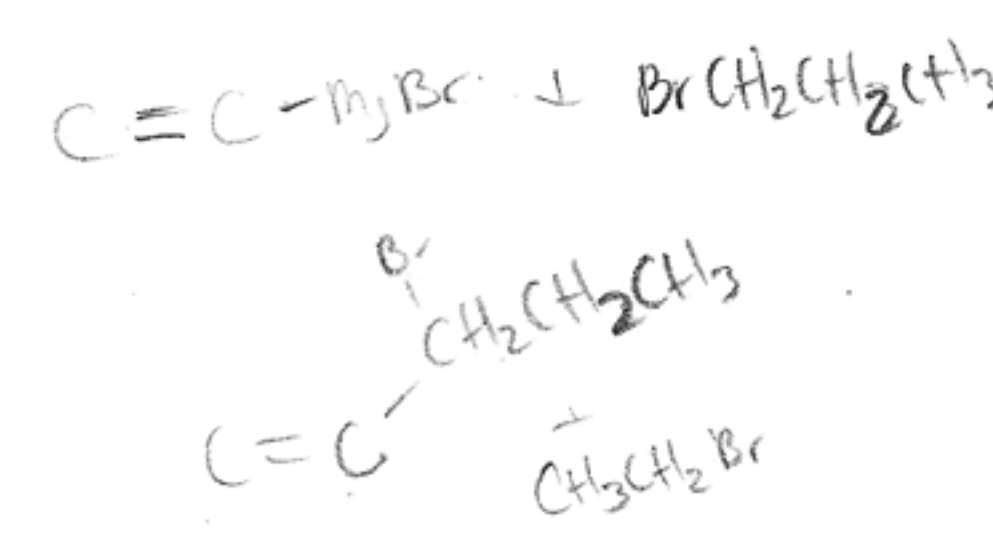 C≡C-MgBr + BrCH₂CH₂CH₃
Br
CH₂CH₂CH₃
C=C
+
CH₃CH₂Br